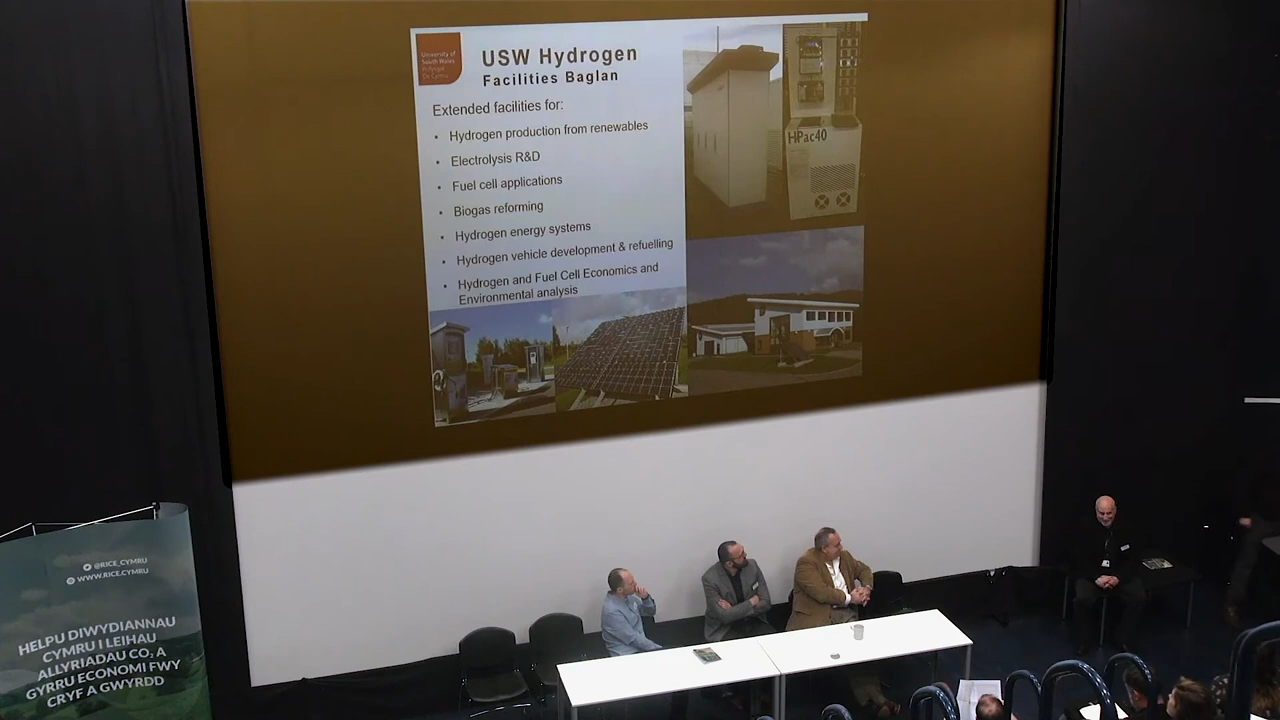 University of
South Wales
Prifysgol
De Cymru
USW Hydrogen
Facilities Baglan
Extended facilities for:
• Hydrogen production from renewables
• Electrolysis R&D
• Fuel cell applications
• Biogas reforming
• Hydrogen energy systems
• Hydrogen vehicle development & refuelling
• Hydrogen and Fuel Cell Economics and
Environmental analysis
HPac40
@RICE_CYMRU
WWW.RICE.CYMRU
HELPU DIWYDIANNAU
CYMRU I LEIHAU
ALLYRIADAU CO₂ A
GYRRU ECONOMI FWY
CRYF A GWYRDD